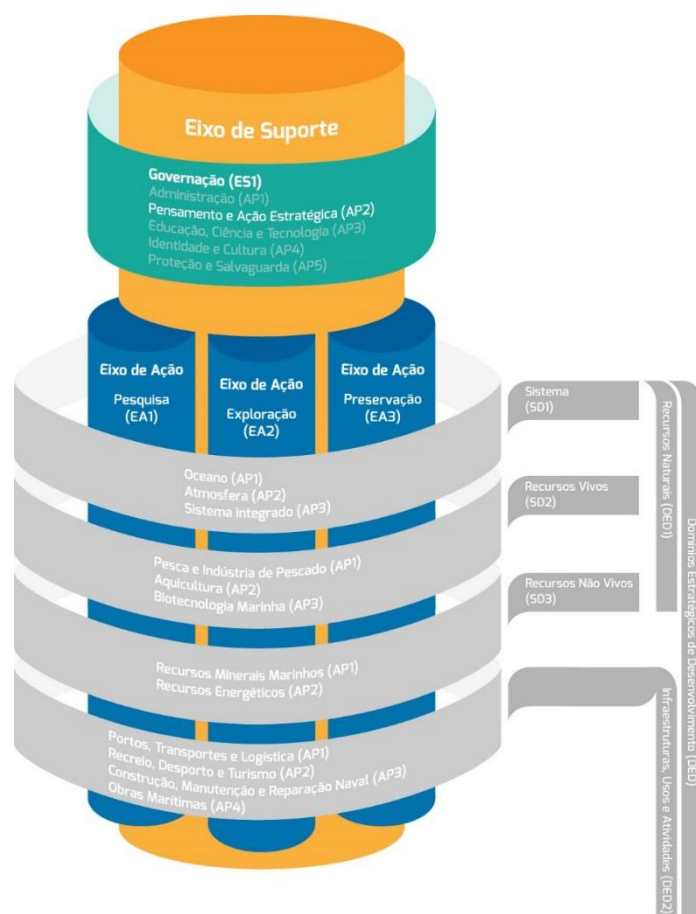 Eixo de Suporte
Governação (ES1)
Administração (AP1)
Pensamento e Ação Estratégica (AP2)
Educação, Ciência e Tecnologia (AP3)
Identidade e Cultura (AP4)
Proteção e Salvaguarda (AP5)
Eixo de Ação
Pesquisa
(EA1)
Eixo de Ação
Exploração
(EA2)
Eixo de Ação
Preservação
(EA3)
Oceano (AP1)
Atmosfera (AP2)
Sistema Integrado (AP3)
Pesca e Indústria de Pescado (AP1)
Aquicultura (AP2)
Biotecnologia Marinha (AP3)
Recursos Minerais Marinhos (AP1)
Recursos Energéticos (AP2)
Portos, Transportes e Logística (AP1)
Recreio, Desporto e Turismo (AP2)
Construção, Manutenção e Reparação Naval (AP3)
Obras Marítimas (AP4)
Sistema
(SD1)
Recursos Vivos
(SD2)
Recursos Não Vivos
(SD3)
Recursos Naturais (DED1)
Infraestruturas, Usos e Atividades (DED2)
Domínios Estratégicos de Desenvolvimento (DED)